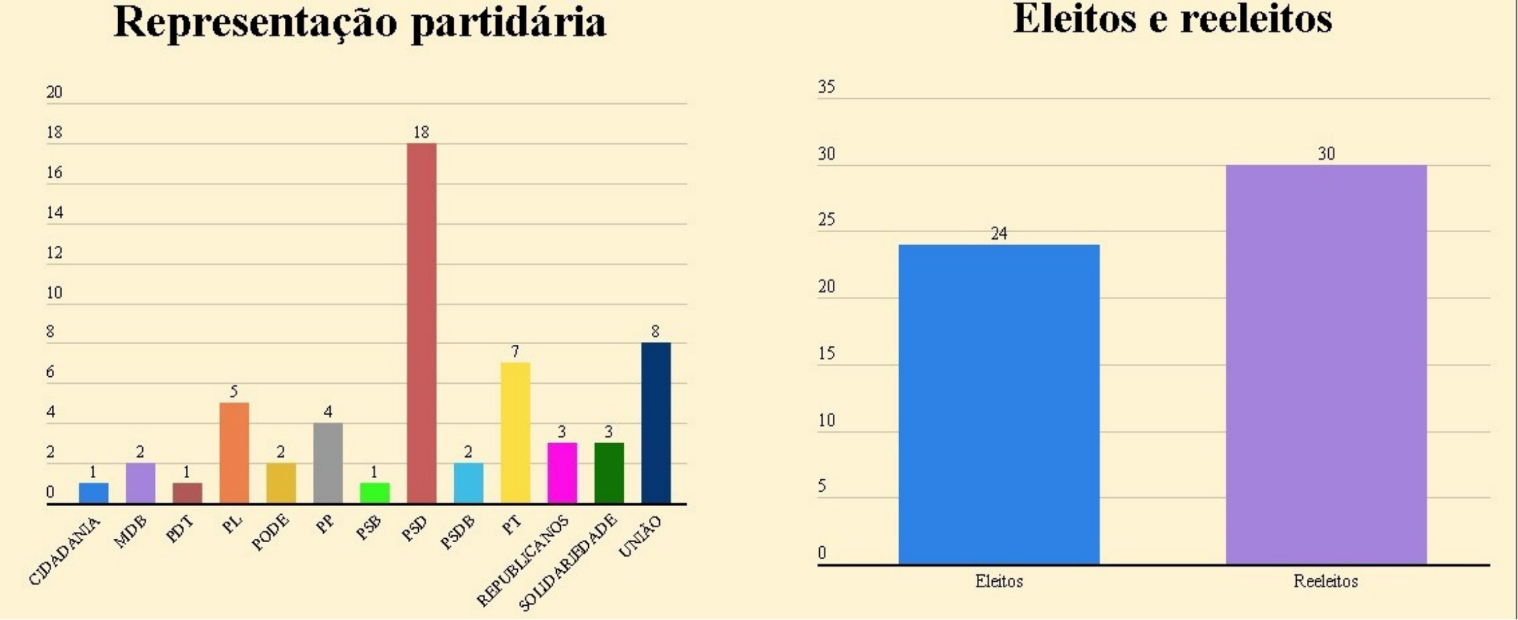 Representação partidária
20
18
16
14
12
10
8
6
4
2
0
1
2
1
5
2
4
1
18
2
7
3
3
8
CIDADANIA
MDB
PDT
PL
PODE
PP
PSB
PSD
PSDB
PT
REPUBLICANOS
SOLIDARIEDADE
UNIÃO
Eleitos e reeleitos
35
30
25
20
15
10
5
0
24
30
Eleitos
Reeleitos